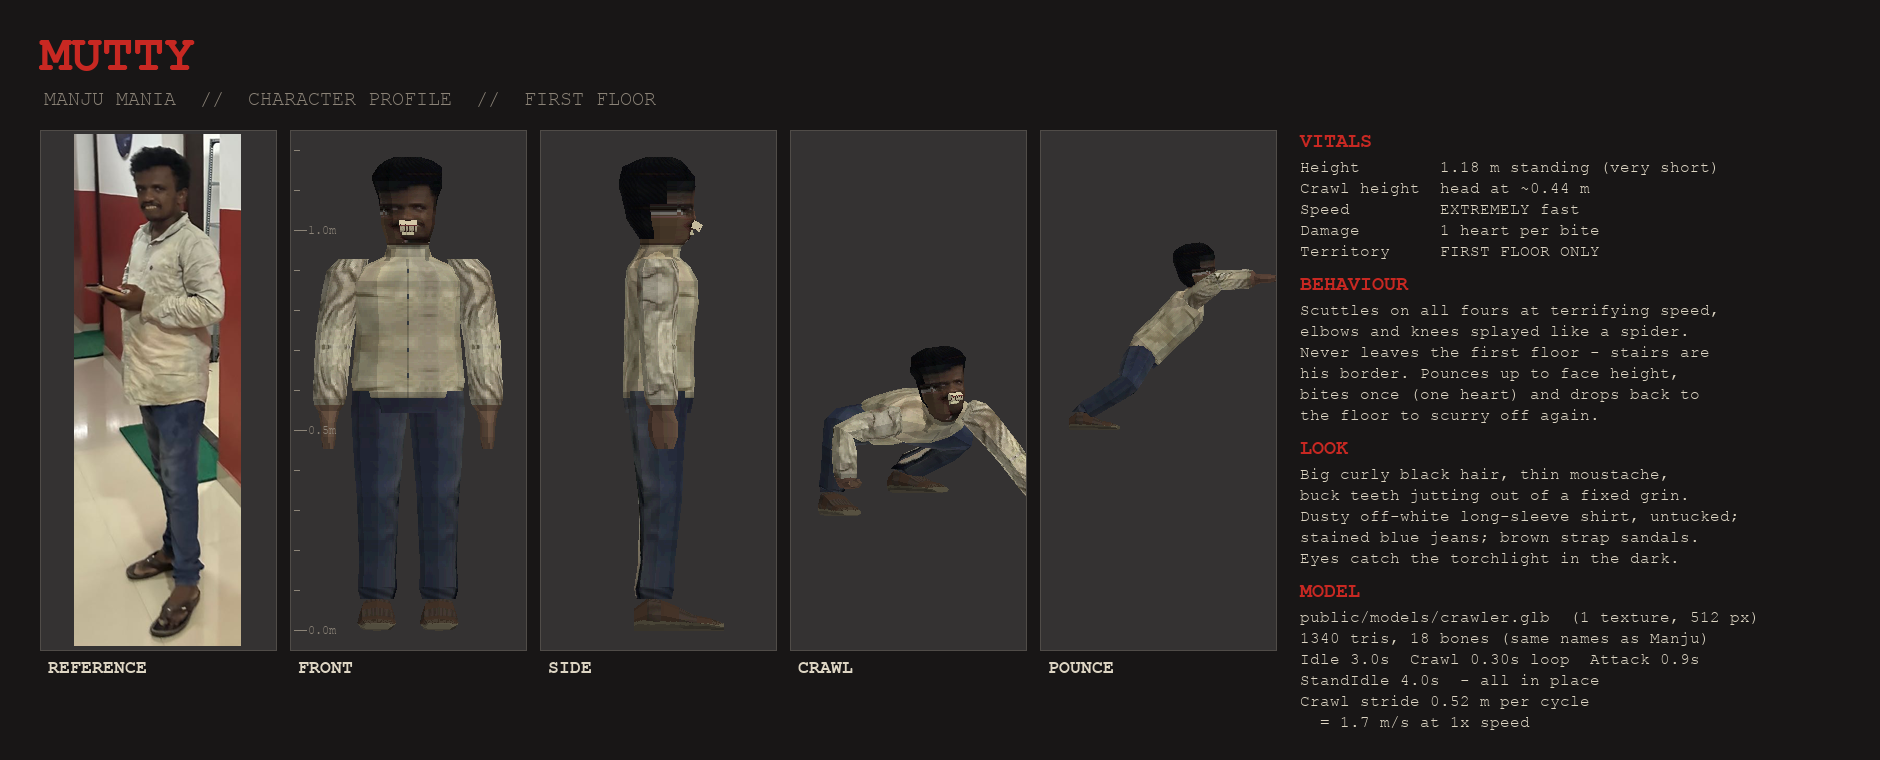 MUTTY
MANJU MANIA // CHARACTER PROFILE // FIRST FLOOR
1.0m
0.5m
0.0m
REFERENCE
FRONT
SIDE
CRAWL
POUNCE
VITALS
Height 1.18 m standing (very short)
Crawl height head at ~0.44 m
Speed EXTREMELY fast
Damage 1 heart per bite
Territory FIRST FLOOR ONLY
BEHAVIOUR
Scuttles on all fours at terrifying speed,
elbows and knees splayed like a spider.
Never leaves the first floor - stairs are
his border. Pounces up to face height,
bites once (one heart) and drops back to
the floor to scurry off again.
LOOK
Big curly black hair, thin moustache,
buck teeth jutting out of a fixed grin.
Dusty off-white long-sleeve shirt, untucked;
stained blue jeans; brown strap sandals.
Eyes catch the torchlight in the dark.
MODEL
public/models/crawler.glb (1 texture, 512 px)
1340 tris, 18 bones (same names as Manju)
Idle 3.0s Crawl 0.30s loop Attack 0.9s
StandIdle 4.0s - all in place
Crawl stride 0.52 m per cycle
= 1.7 m/s at 1x speed